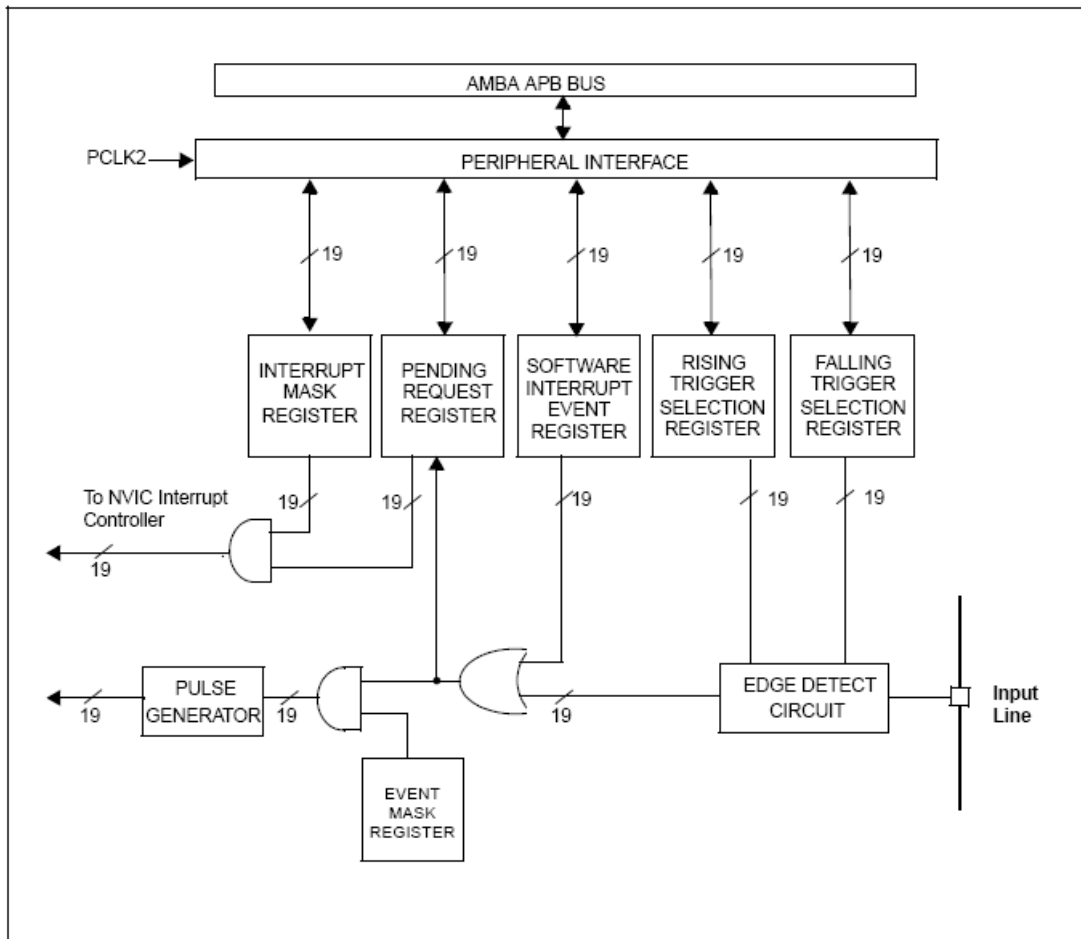 AMBA APB BUS
PCLK2
PERIPHERAL INTERFACE
19
19
19
19
19
INTERRUPT
MASK
REGISTER
PENDING
REQUEST
REGISTER
SOFTWARE
INTERRUPT
EVENT
REGISTER
RISING
TRIGGER
SELECTION
REGISTER
FALLING
TRIGGER
SELECTION
REGISTER
19
19
19
19
19
To NVIC Interrupt
Controller
19
PULSE
GENERATOR
19
19
19
EDGE DETECT
CIRCUIT
Input
Line
EVENT
MASK
REGISTER